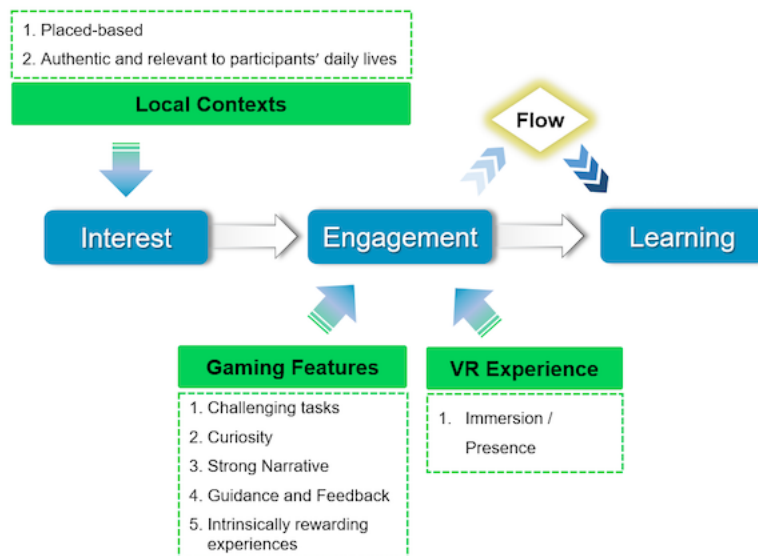 1. Placed-based
2. Authentic and relevant to participants’ daily lives
Local Contexts
Flow
Interest
Engagement
Learning
Gaming Features
1. Challenging tasks
2. Curiosity
3. Strong Narrative
4. Guidance and Feedback
5. Intrinsically rewarding
experiences
VR Experience
1. Immersion /
Presence